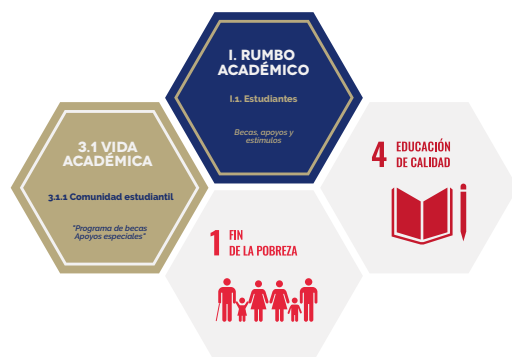 I. RUMBO
ACADÉMICO
I.1. Estudiantes
Becas, apoyos y
estímulos
3.1 VIDA
ACADÉMICA
3.1.1 Comunidad estudiantil
"Programa de becas
Apoyos especiales"
4 EDUCACIÓN
DE CALIDAD
1 FIN
DE LA POBREZA